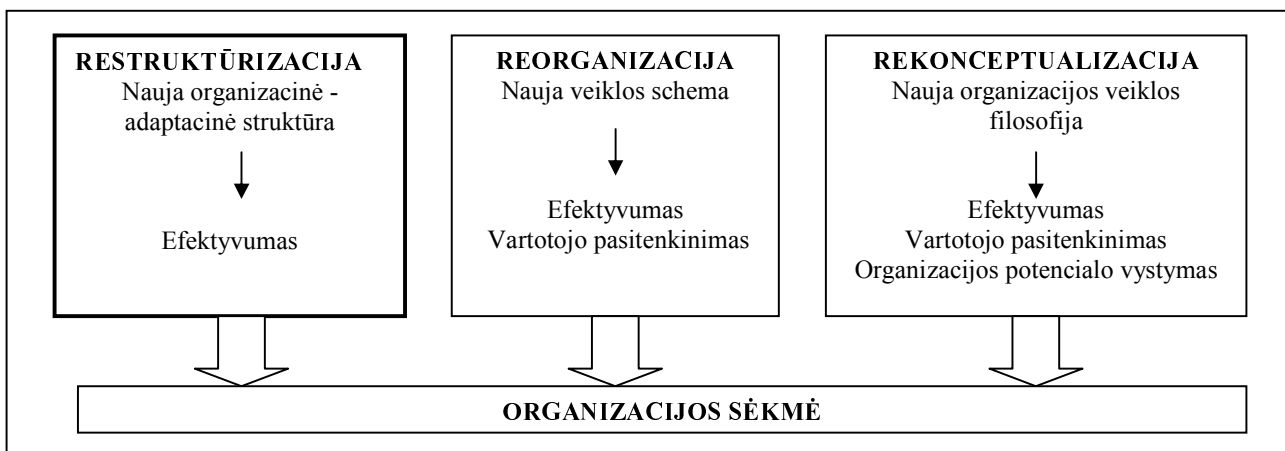 RESTRUKTŪRIZACIJA
Nauja organizacinė -
adaptacinė struktūra
Efektyvumas
REORGANIZACIJA
Nauja veiklos schema
Efektyvumas
Vartotojo pasitenkinimas
REKONCEPTUALIZACIJA
Nauja organizacijos veiklos
filosofija
Efektyvumas
Vartotojo pasitenkinimas
Organizacijos potencialo vystymas
ORGANIZACIJOS SĖKMĖ